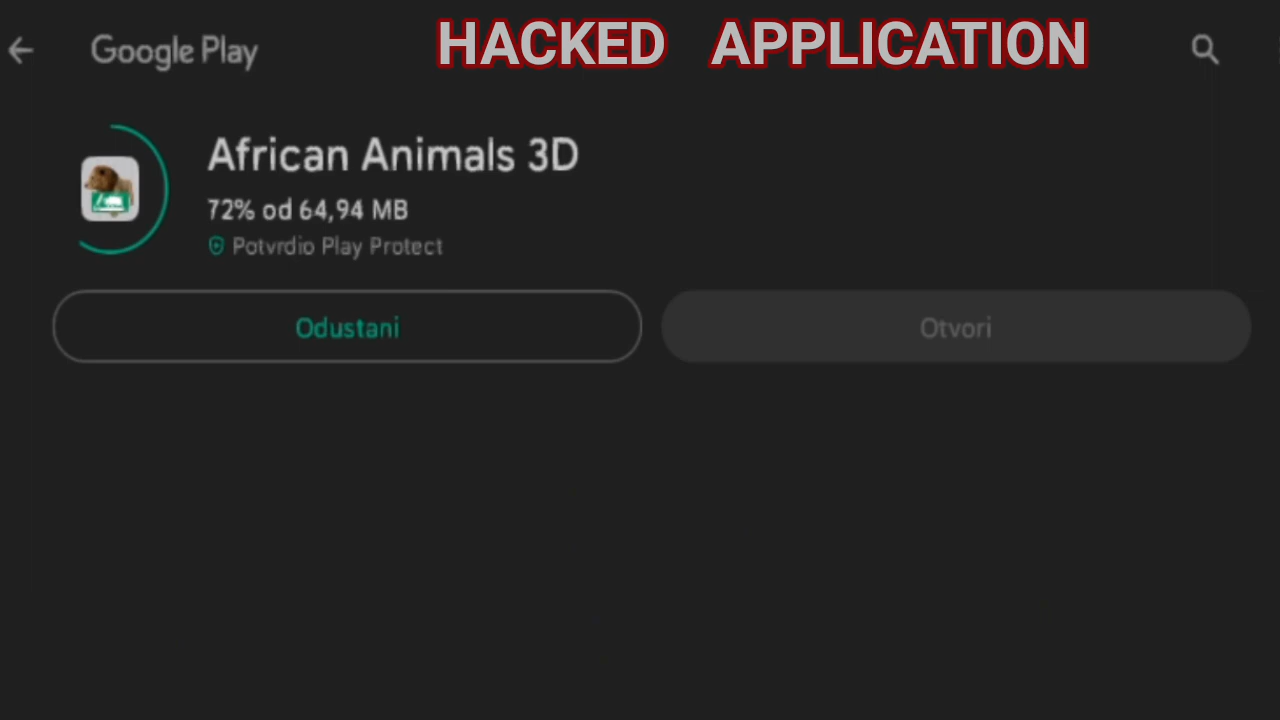 Google Play
HACKED APPLICATION
African Animals 3D
72% od 64,94 MB
Potvrdio Play Protect
Odustani
Otvori